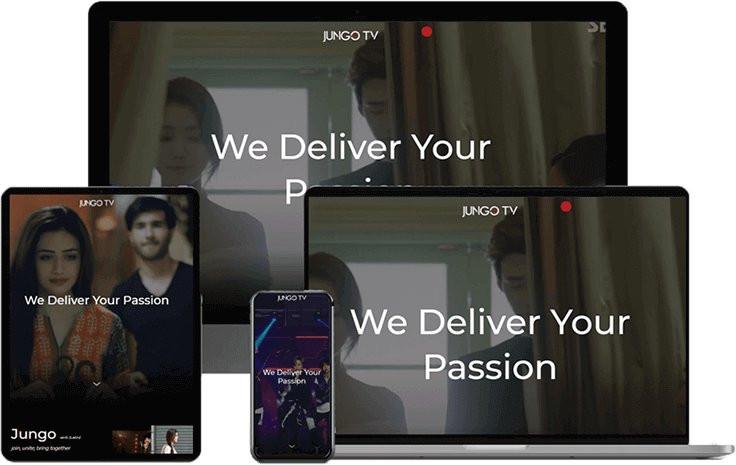 JUNGO TV
We Deliver Your
JUNGO TV
We Deliver Your Passion
Jungo
join, unite, bring together
JUNGO TV
We Deliver Your
Passion
JUNGO TV
We Deliver Your
Passion